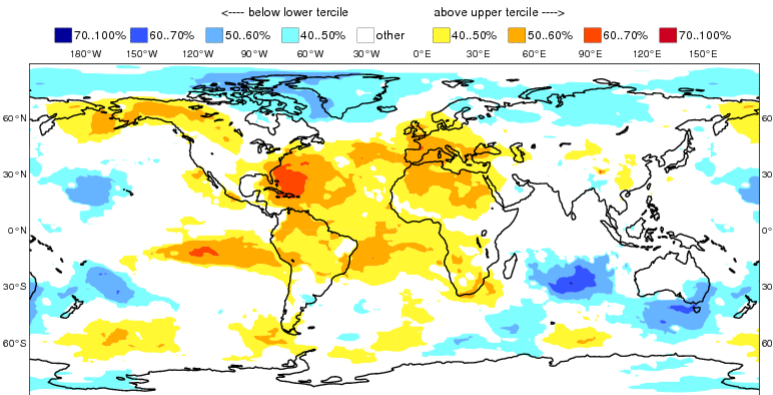 <---- below lower tercile above upper tercile ---->
70..100% 60..70% 50..60% 40..50% other 40..50% 50..60% 60..70% 70..100%
180°W 150°W 120°W 90°W 60°W 30°W 0°E 30°E 60°E 90°E 120°E 150°E
60°N 60
30°N 30
0°N 0°
30°S 30
60°S 60